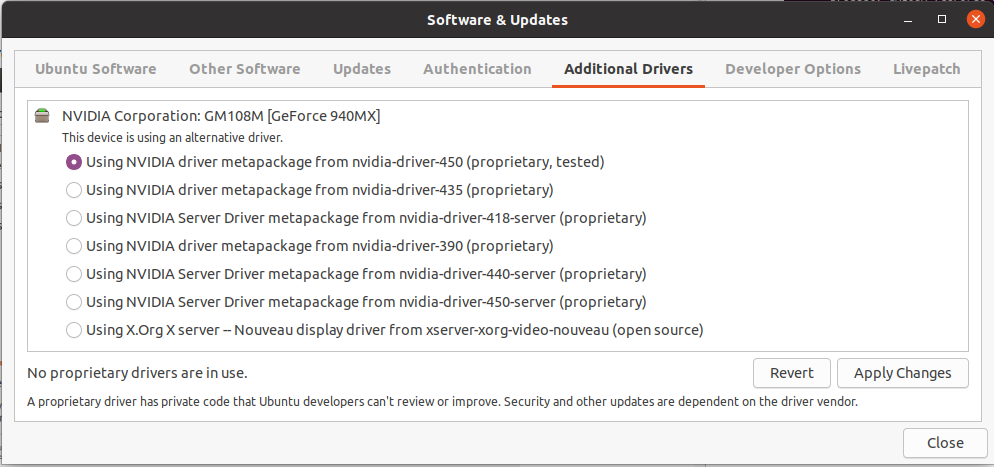 Software & Updates
Ubuntu Software Other Software Updates Authentication Additional Drivers Developer Options Livepatch
NVIDIA Corporation: GM108M [GeForce 940MX]
This device is using an alternative driver.
Using NVIDIA driver metapackage from nvidia-driver-450 (proprietary, tested)
Using NVIDIA driver metapackage from nvidia-driver-435 (proprietary)
Using NVIDIA Server Driver metapackage from nvidia-driver-418-server (proprietary)
Using NVIDIA driver metapackage from nvidia-driver-390 (proprietary)
Using NVIDIA Server Driver metapackage from nvidia-driver-440-server (proprietary)
Using NVIDIA Server Driver metapackage from nvidia-driver-450-server (proprietary)
Using X.Org X server -- Nouveau display driver from xserver-xorg-video-nouveau (open source)
No proprietary drivers are in use. Revert Apply Changes
A proprietary driver has private code that Ubuntu developers can't review or improve. Security and other updates are dependent on the driver vendor.
Close